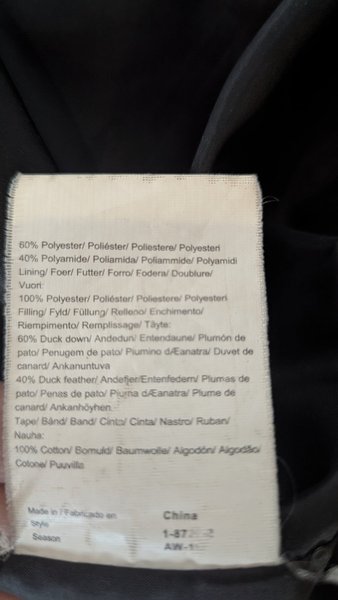 60% Polyester/ Poliéster/ Poliestere/ Polyesteri
40% Polyamide/ Poliamida/ Poliammide/ Polyamidi
Lining/ Foer/ Futter/ Forro/ Fodera/ Doublure/
Vuori:
100% Polyester/ Poliéster/ Poliestere/ Polyesteri
Filling/ Fyld/ Füllung/ Relleno/ Enchimento/
Riempimento/ Remplissage/ Täyte:
60% Duck down/ Andedun/ Entendaune/ Plumón de
pato/ Penugem de pato/ Piumino dÆanatra/ Duvet de
canard/ Ankanuntuva
40% Duck feather/ Andefjer/Entenfedern/ Plumas de
pato/ Penas de pato/ Piuma dÆanatra/ Plume de
canard/ Ankanhöyhen.
Tape/ Bånd/ Band/ Cinto/ Cinta/ Nastro/ Ruban/
Nauha:
100% Cotton/ Bomuld/ Baumwolle/ Algodón/ Algodão/
Cotone/ Puuvilla
Made in / Fabricado en China
Style
Season